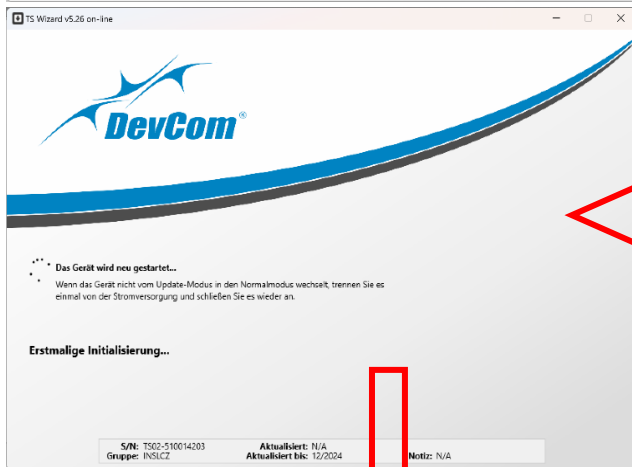 TS Wizard v5.26 on-line
DevCom®
Das Gerät wird neu gestartet...
Wenn das Gerät nicht vom Update-Modus in den Normalmodus wechselt, trennen Sie es
einmal von der Stromversorgung und schließen Sie es wieder an.
Erstmalige Initialisierung...
S/N: TS02-510014203 Aktualisiert: N/A
Gruppe: INSLCZ Aktualisiert bis: 12/2024 Notiz: N/A